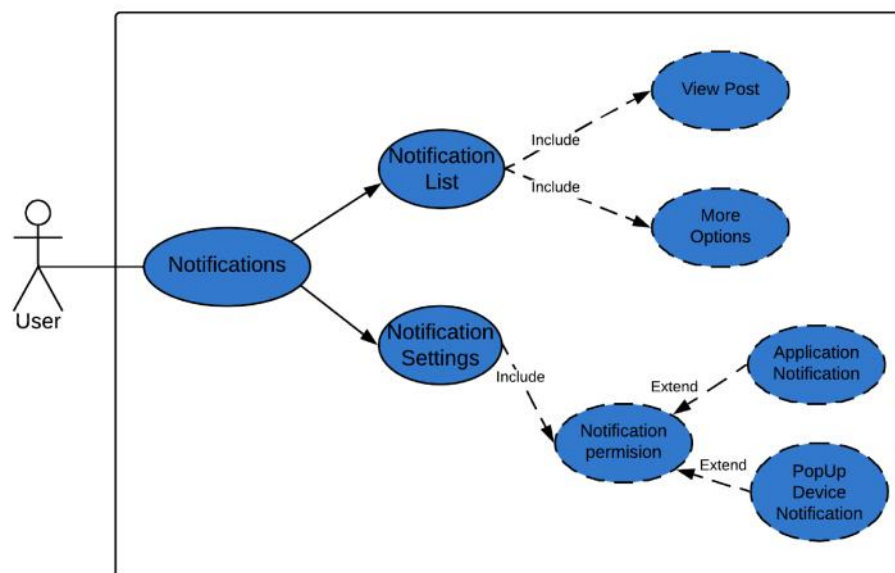 View Post
Include
Notification
List
Include
More
Options
User
Notifications
Notification
Settings
Include
Application
Notification
Extend
Notification
permision
Extend
PopUp
Device
Notification